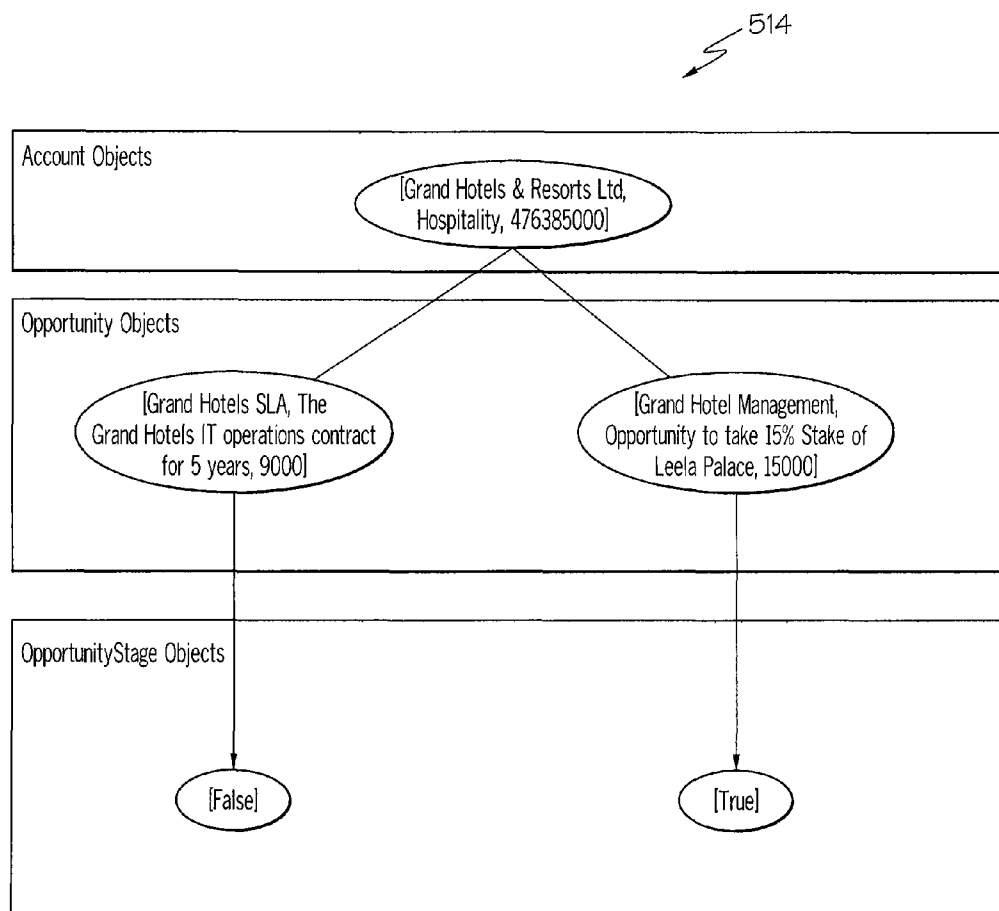 514
Account Objects
[Grand Hotels & Resorts Ltd,
Hospitality, 476385000]
Opportunity Objects
[Grand Hotels SLA, The
Grand Hotels IT operations contract
for 5 years, 9000]
[Grand Hotel Management,
Opportunity to take 15% Stake of
Leela Palace, 15000]
OpportunityStage Objects
[False]
[True]